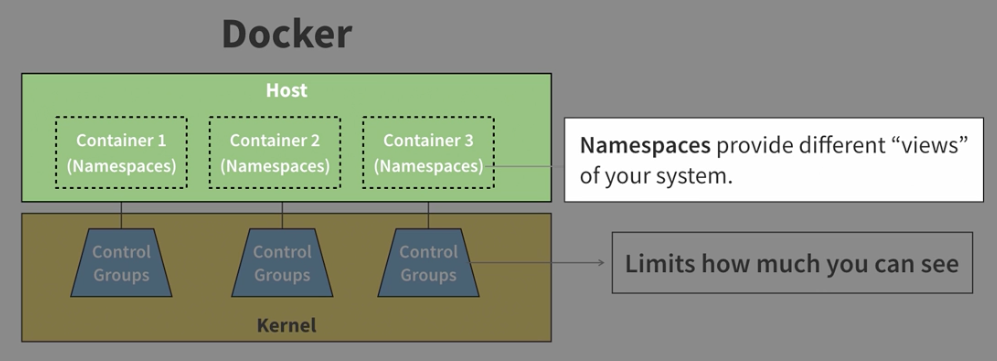 Docker
Host
Container 1
(Namespaces)
Container 2
(Namespaces)
Container 3
(Namespaces)
Namespaces provide different “views”
of your system.
Control
Groups
Control
Groups
Control
Groups
Limits how much you can see
Kernel